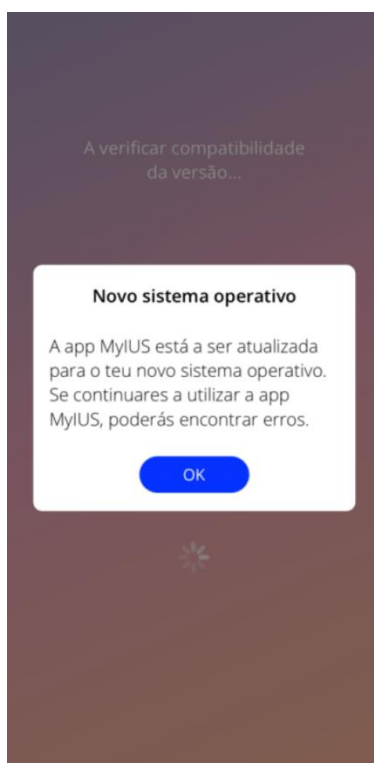 A verificar compatibilidade
da versão...
Novo sistema operativo
A app MyIUS está a ser atualizada
para o teu novo sistema operativo.
Se continuares a utilizar a app
MyIUS, poderás encontrar erros.
OK